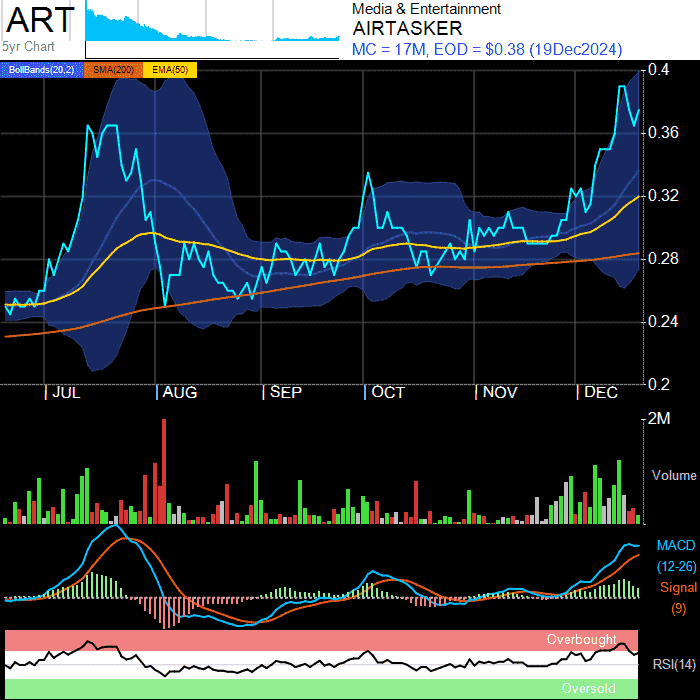 ART
5yr Chart
Media & Entertainment
AIRTASKER
MC = 17M, EOD = $0.38 (19Dec2024)
BollBands(20,2) SMA(200) EMA(50)
0.4
0.36
0.32
0.28
0.24
0.2
JUL AUG SEP OCT NOV DEC
2M
Volume
MACD
(12-26)
Signal
(9)
Overbought
RSI(14)
Oversold